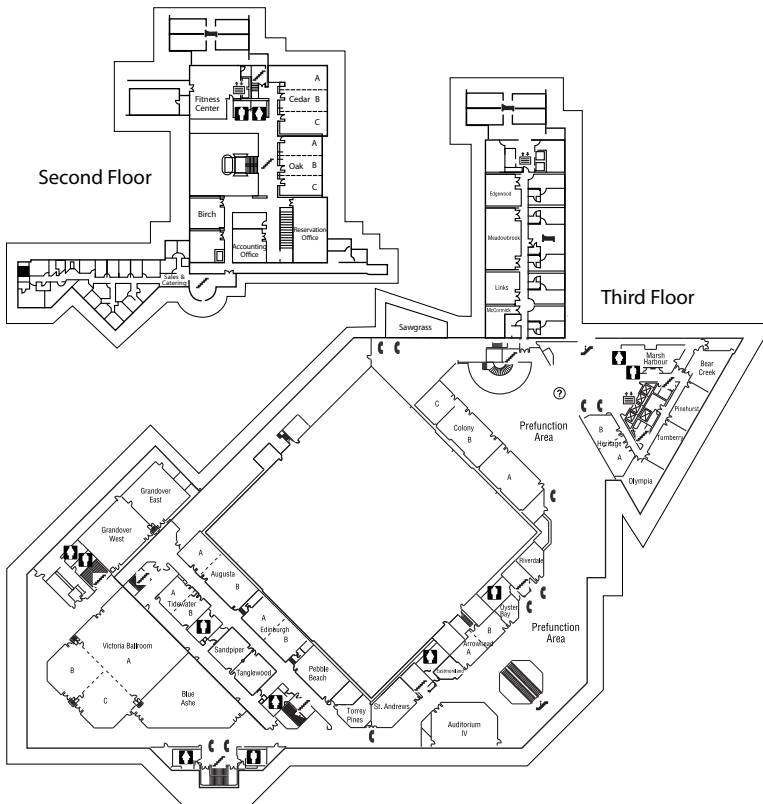 Second Floor
Fitness
Center
A
Cedar B
C
A
Oak B
C
Birch
Accounting
Office
Reservation
Office
Sales &
Catering
Third Floor
Edgewood
Meadowbrook
Links
McCormick
Sawgrass
Marsh
Harbour
Bear
Creek
Pinehurst
Turnberry
B
Heritage
A
Olympia
?
Prefunction
Area
C
Colony
B
A
Grandover
East
Grandover
West
A
Augusta
B
A
Tidewater
B
A
Edinburgh
B
Riverdale
Oyster
Bay
B
Arrowhead
A
Prefunction
Area
Victoria Ballroom
A
B
C
Sandpiper
Tanglewood
Pebble
Beach
Blue
Ashe
Torrey
Pines
St. Andrews
Auditorium
IV